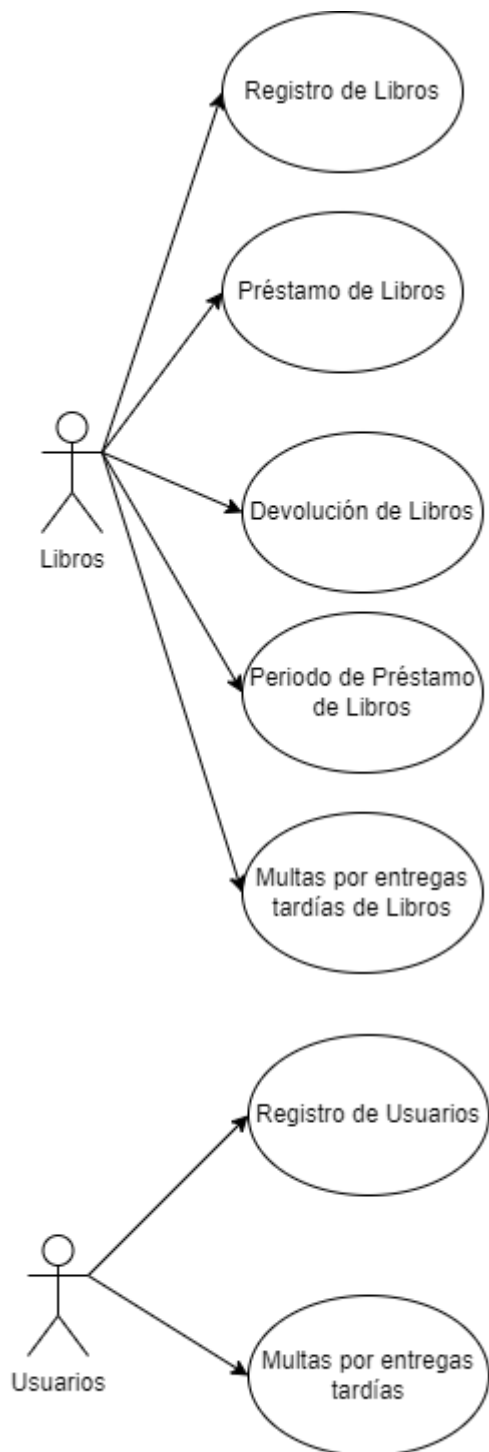 Registro de Libros
Préstamo de Libros
Libros
Devolución de Libros
Periodo de Préstamo
de Libros
Multas por entregas
tardías de Libros
Registro de Usuarios
Usuarios
Multas por entregas
tardías